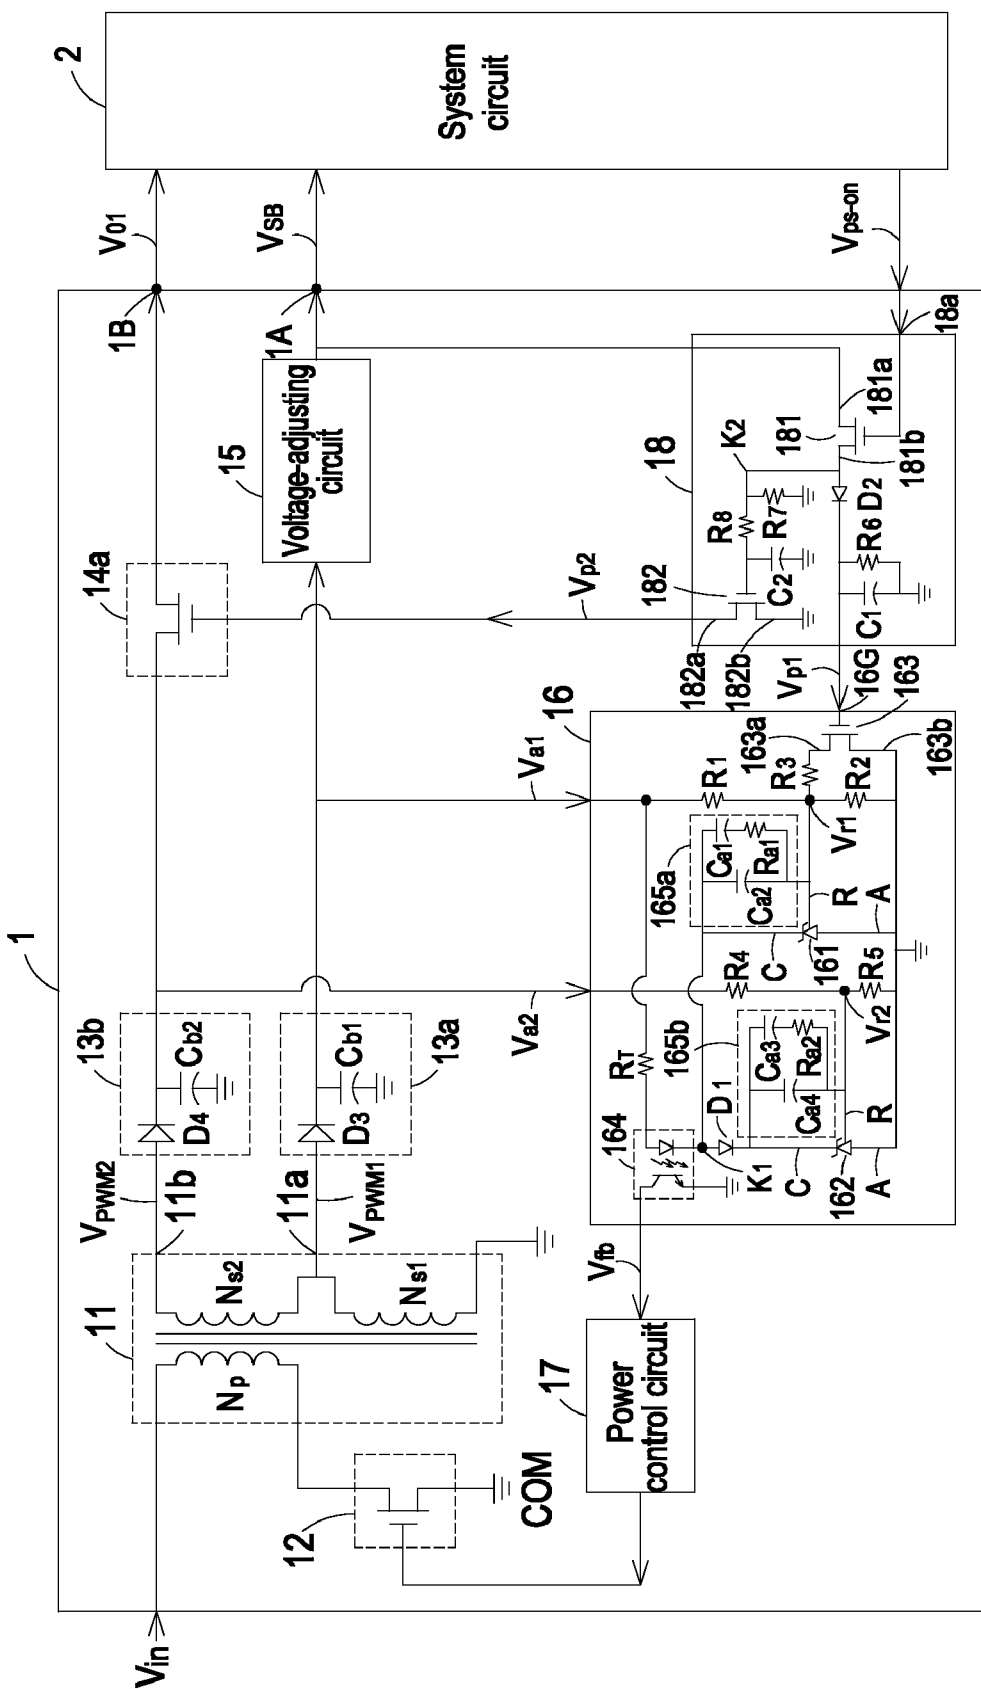 1
2
System
circuit
V01
VSB
Vps-on
1B
1A
18a
14a
15
Voltage-adjusting
circuit
Vp2
18
K2
R8
R7
181
181a
181b
182
182a
182b
C2
D2
R6
C1
Vp1
16G
16
163
163a
163b
Va1
Va2
R1
R3
R2
Vr1
165a
Ca1
Ra1
Ca2
R
A
C
161
R4
R5
Vr2
RT
165b
Ca3
Ra2
Ca4
D1
164
K1
C
162
R
A
13b
Cb2
D4
13a
Cb1
D3
VPWM2
11b
11a
VPWM1
11
Ns2
Ns1
Np
Vfb
17
Power
control circuit
12
COM
Vin